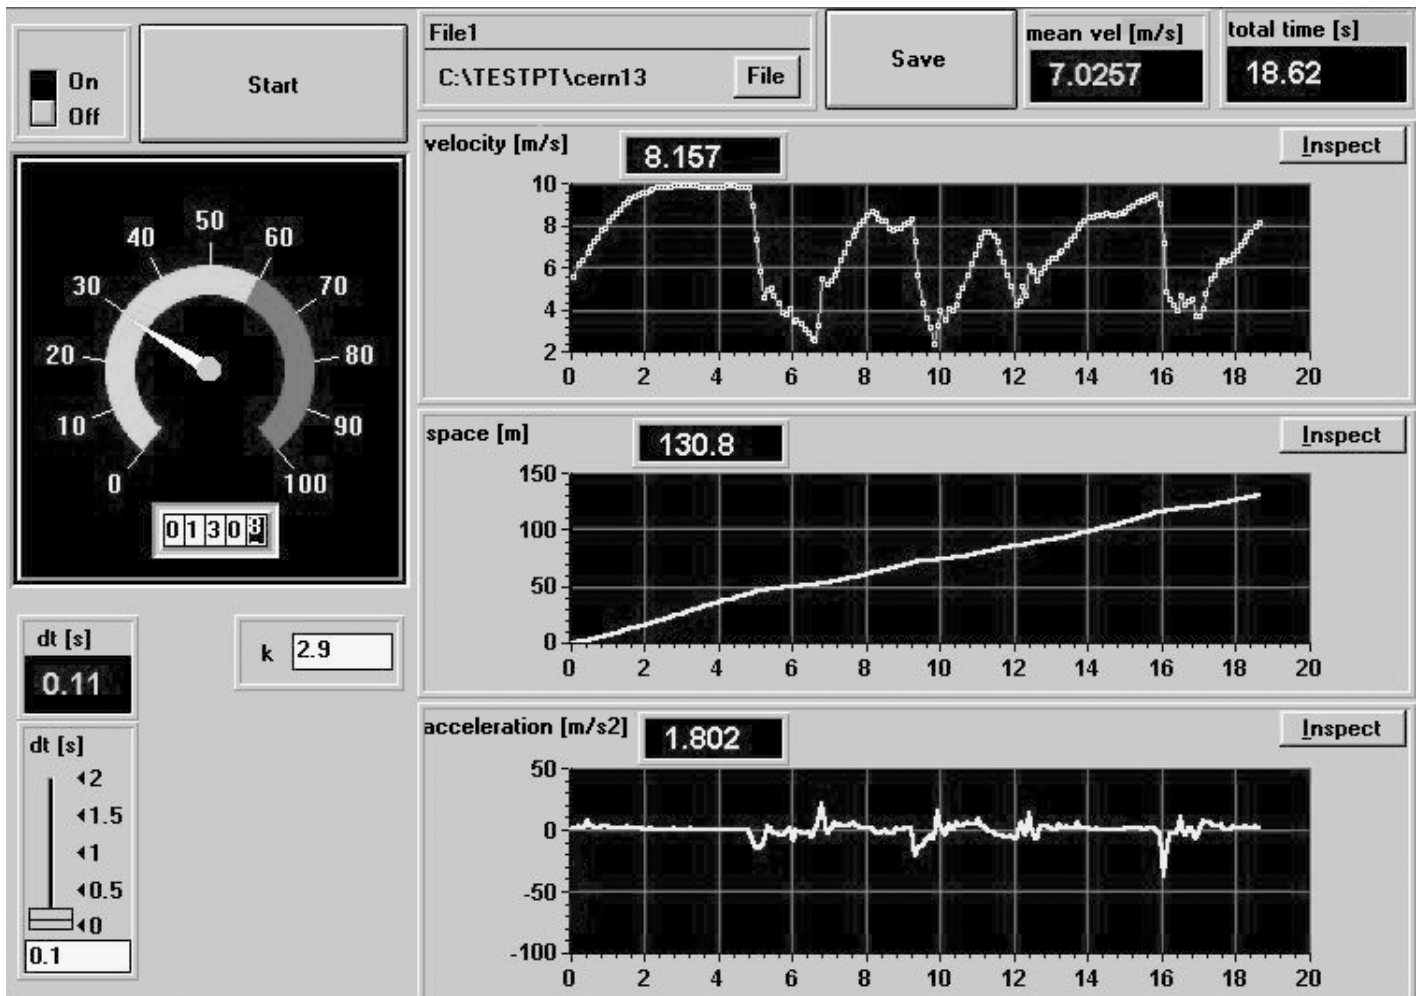 On
Off
Start
File1
C:\TESTPT\cern13
File
Save
mean vel [m/s]
7.0257
total time [s]
18.62
0
10
20
30
40
50
60
70
80
90
100
0130
dt [s]
0.11
k
2.9
dt [s]
2
1.5
1
0.5
0
0.1
velocity [m/s]
8.157
Inspect
10
8
6
4
2
0 2 4 6 8 10 12 14 16 18 20
space [m]
130.8
Inspect
150
100
50
0
0 2 4 6 8 10 12 14 16 18 20
acceleration [m/s2]
1.802
Inspect
50
0
-50
-100
0 2 4 6 8 10 12 14 16 18 20